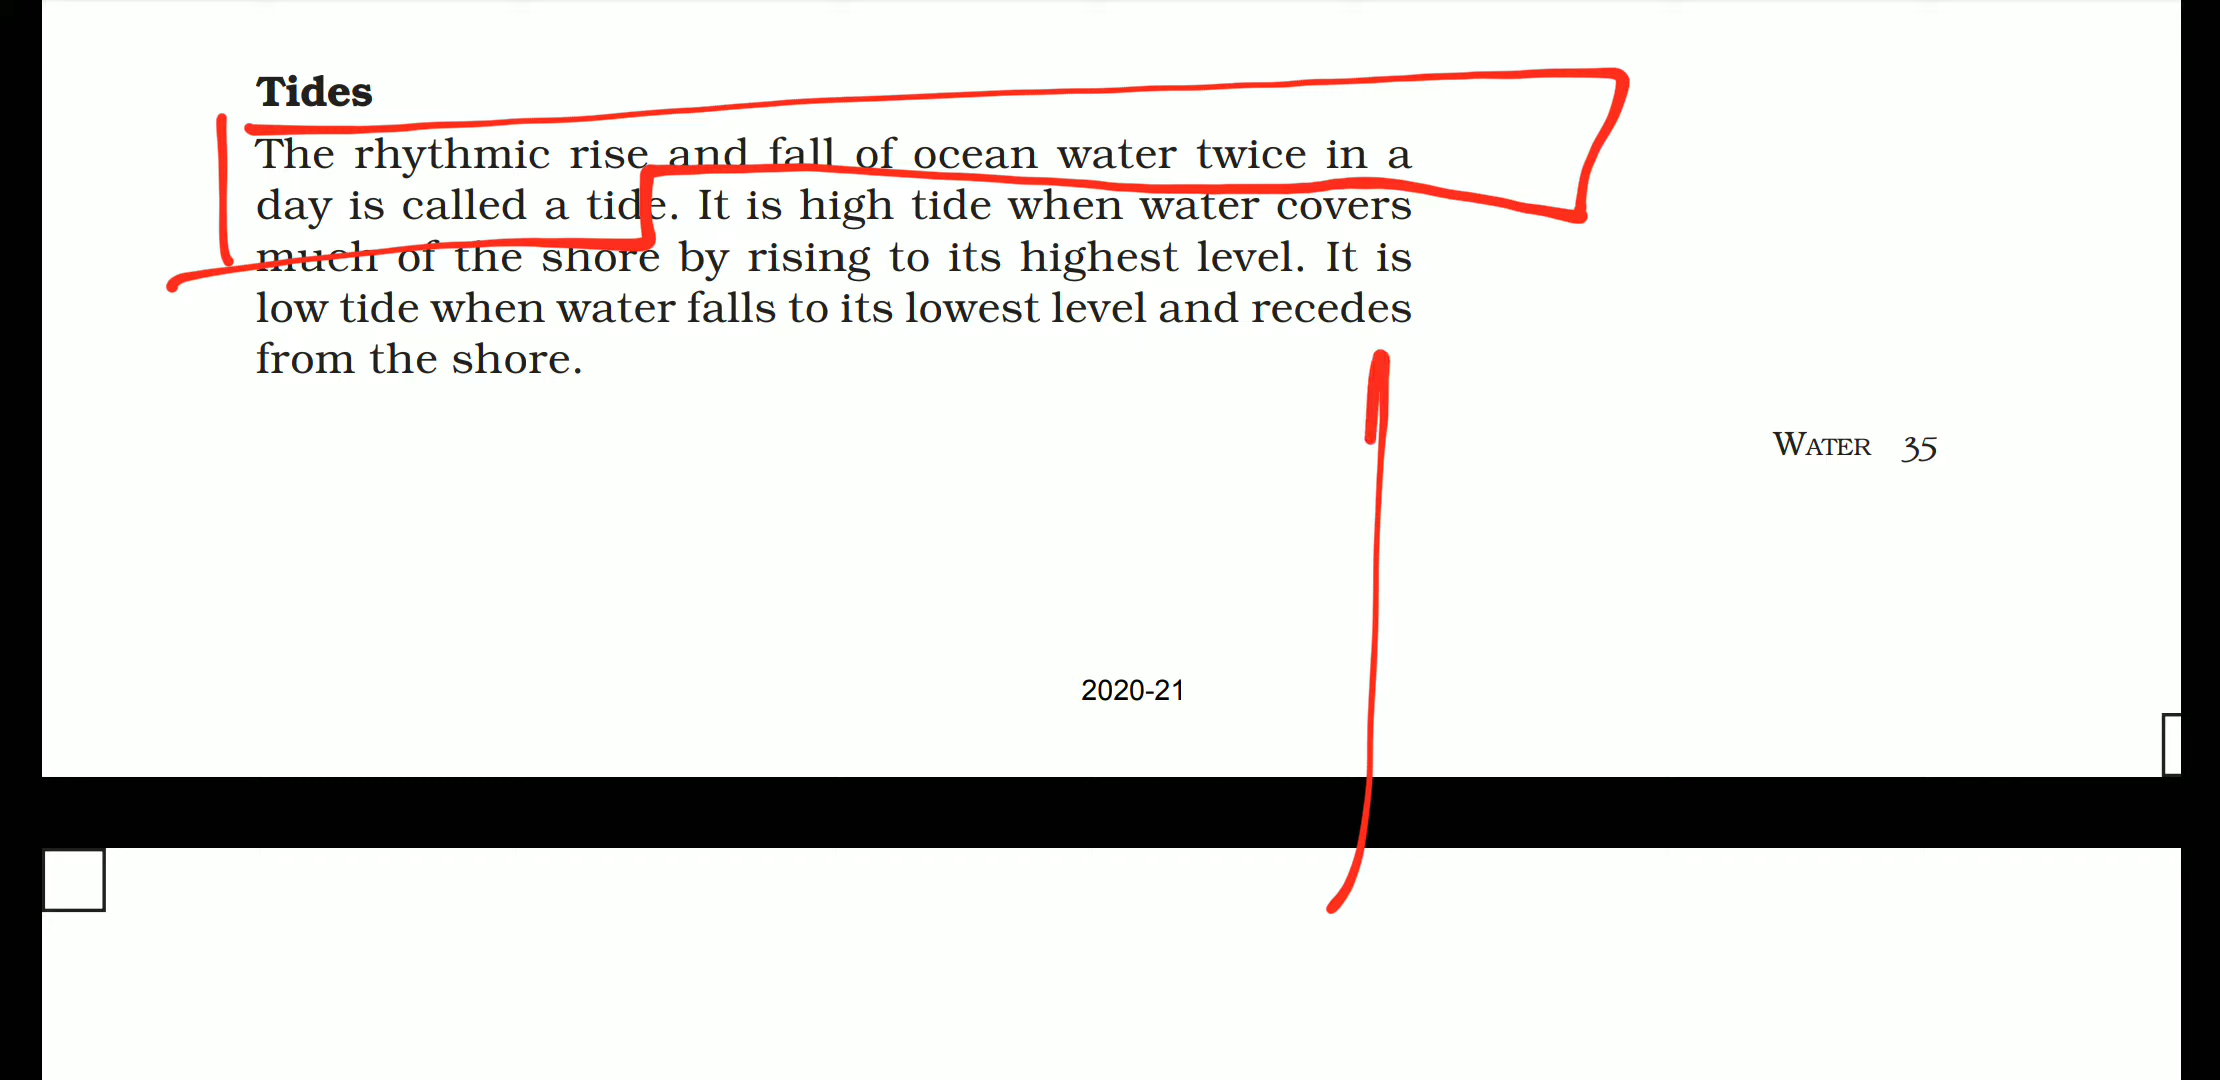 Tides
The rhythmic rise and fall of ocean water twice in a
day is called a tide. It is high tide when water covers
much of the shore by rising to its highest level. It is
low tide when water falls to its lowest level and recedes
from the shore.
WATER 35
2020-21